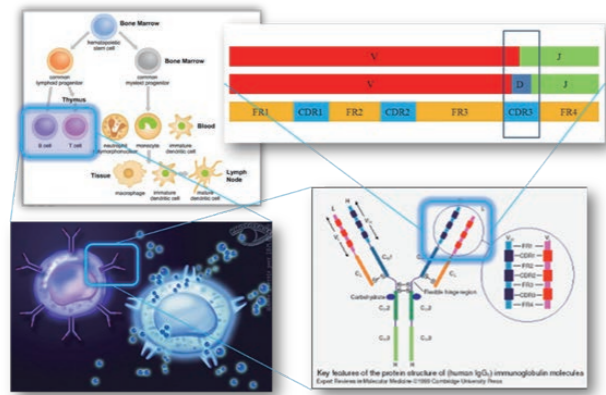 Bone Marrow
hematopoietic
stem cell
Bone Marrow
common
lymphoid progenitor
common
myeloid progenitor
Thymus
B cell
T cell
neutrophil
monocyte
immature
dendritic cell
Blood
Tissue
macrophage
immature
dendritic cell
mature
dendritic cell
Lymph
Node
V
J
V
D
J
FR1
CDR1
FR2
CDR2
FR3
CDR3
FR4
H
L
L
Carbohydrate
Flexible hinge region
H
H
FR1
CDR1
FR2
CDR2
FR3
CDR3
FR4
Key features of the protein structure of (human IgG1) immunoglobulin molecules
Expert Reviews in Molecular Medicine ©1999 Cambridge University Press